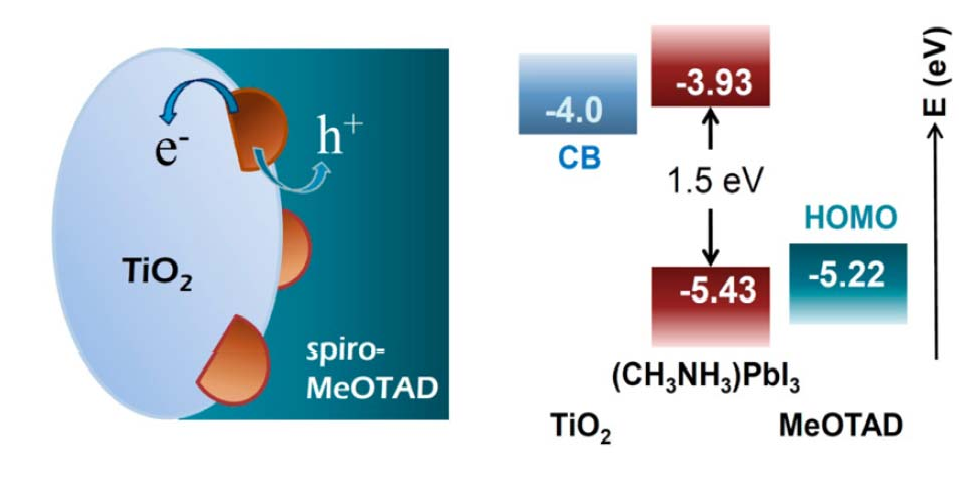 e⁻
h⁺
TiO₂
spiro-
MeOTAD
-4.0
CB
-3.93
1.5 eV
-5.43
(CH₃NH₃)PbI₃
HOMO
-5.22
TiO₂
MeOTAD
E (eV)